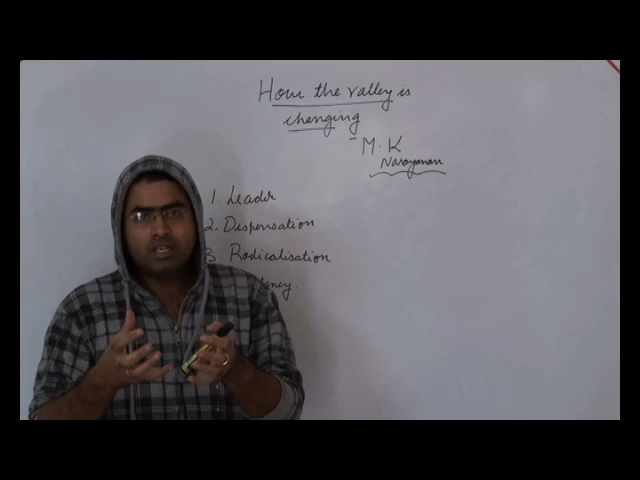 How the valley is
changing
- M. K
Narayanan
1. Leader
2. Dispensation
3. Radicalisation